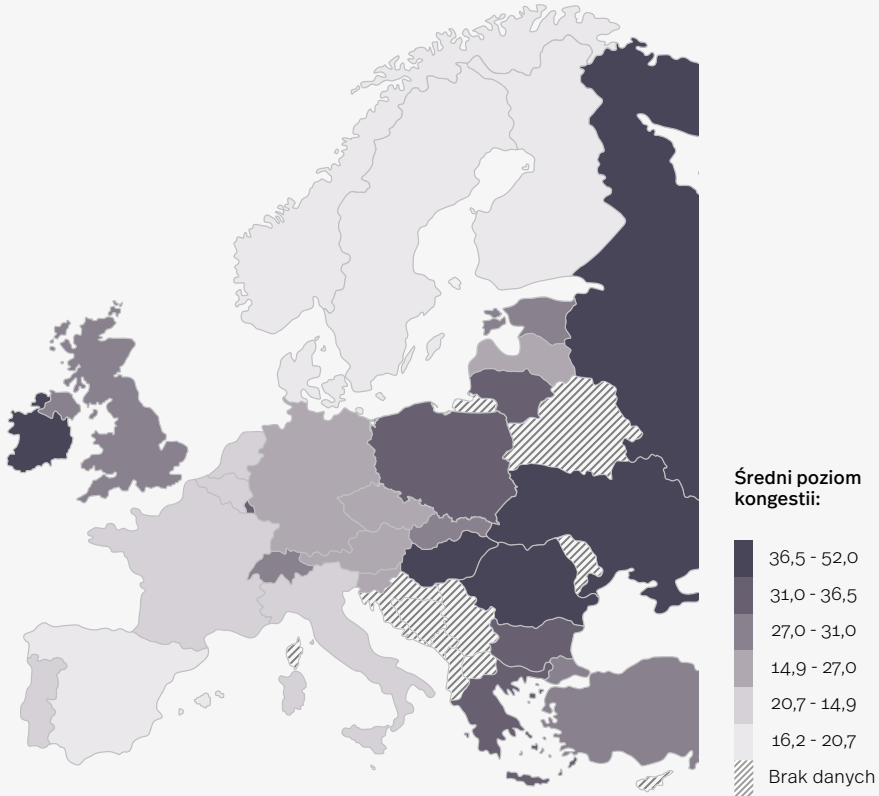 Średni poziom
kongestii:
36,5 - 52,0
31,0 - 36,5
27,0 - 31,0
14,9 - 27,0
20,7 - 14,9
16,2 - 20,7
Brak danych